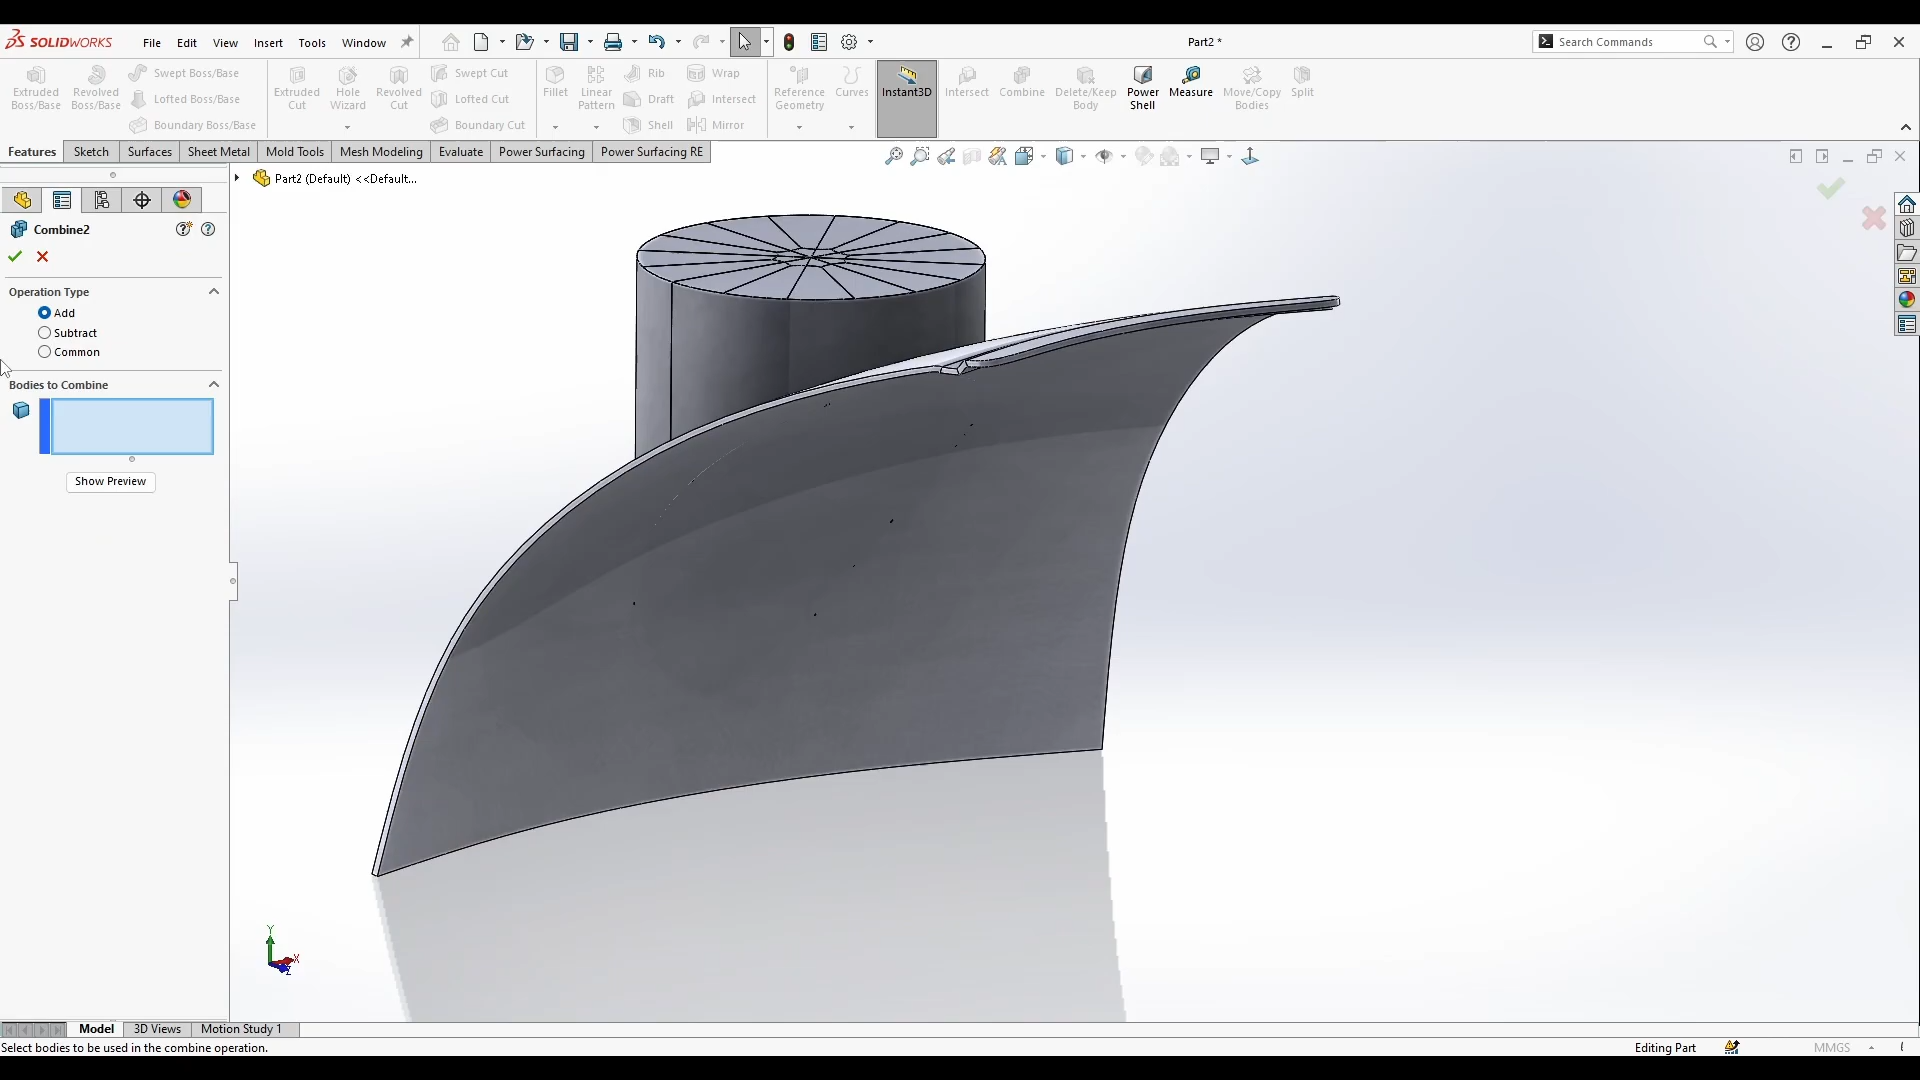 SOLIDWORKS File Edit View Insert Tools Window Part2 * Search Commands
Extruded Boss/Base Revolved Boss/Base Swept Boss/Base Lofted Boss/Base Boundary Boss/Base Extruded Cut Hole Wizard Revolved Cut Swept Cut Lofted Cut Boundary Cut Fillet Linear Pattern Rib Draft Shell Wrap Intersect Mirror Reference Geometry Curves Instant3D Intersect Combine Delete/Keep Body Power Shell Measure Move/Copy Bodies Split
Features Sketch Surfaces Sheet Metal Mold Tools Mesh Modeling Evaluate Power Surfacing Power Surfacing RE
Part2 (Default) <<Default...
Combine2
Operation Type
Add
Subtract
Common
Bodies to Combine
Show Preview
Y
X
Z
Model 3D Views Motion Study 1
Select bodies to be used in the combine operation. Editing Part MMGS